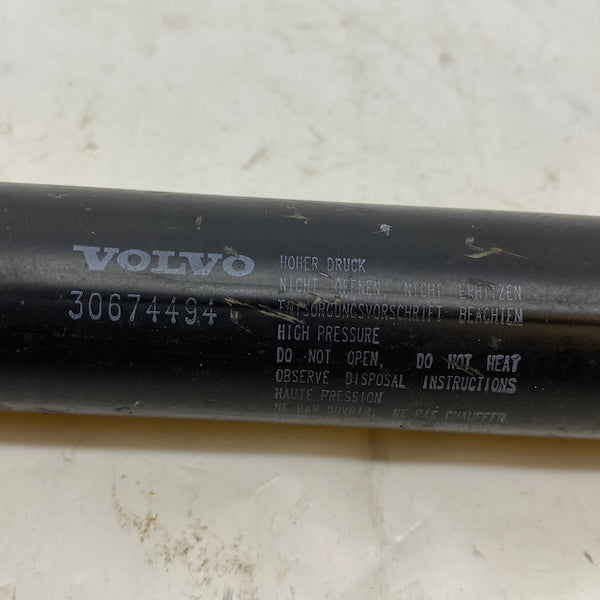 VOLVO
30674494
HOHER DRUCK
NICHT ÖFFNEN, NICHT ERHITZEN
ENTSORGUNGSVORSCHRIFT BEACHTEN
HIGH PRESSURE
DO NOT OPEN, DO NOT HEAT
OBSERVE DISPOSAL INSTRUCTIONS
HAUTE PRESSION
NE PAS OUVRIR, NE PAS CHAUFFER